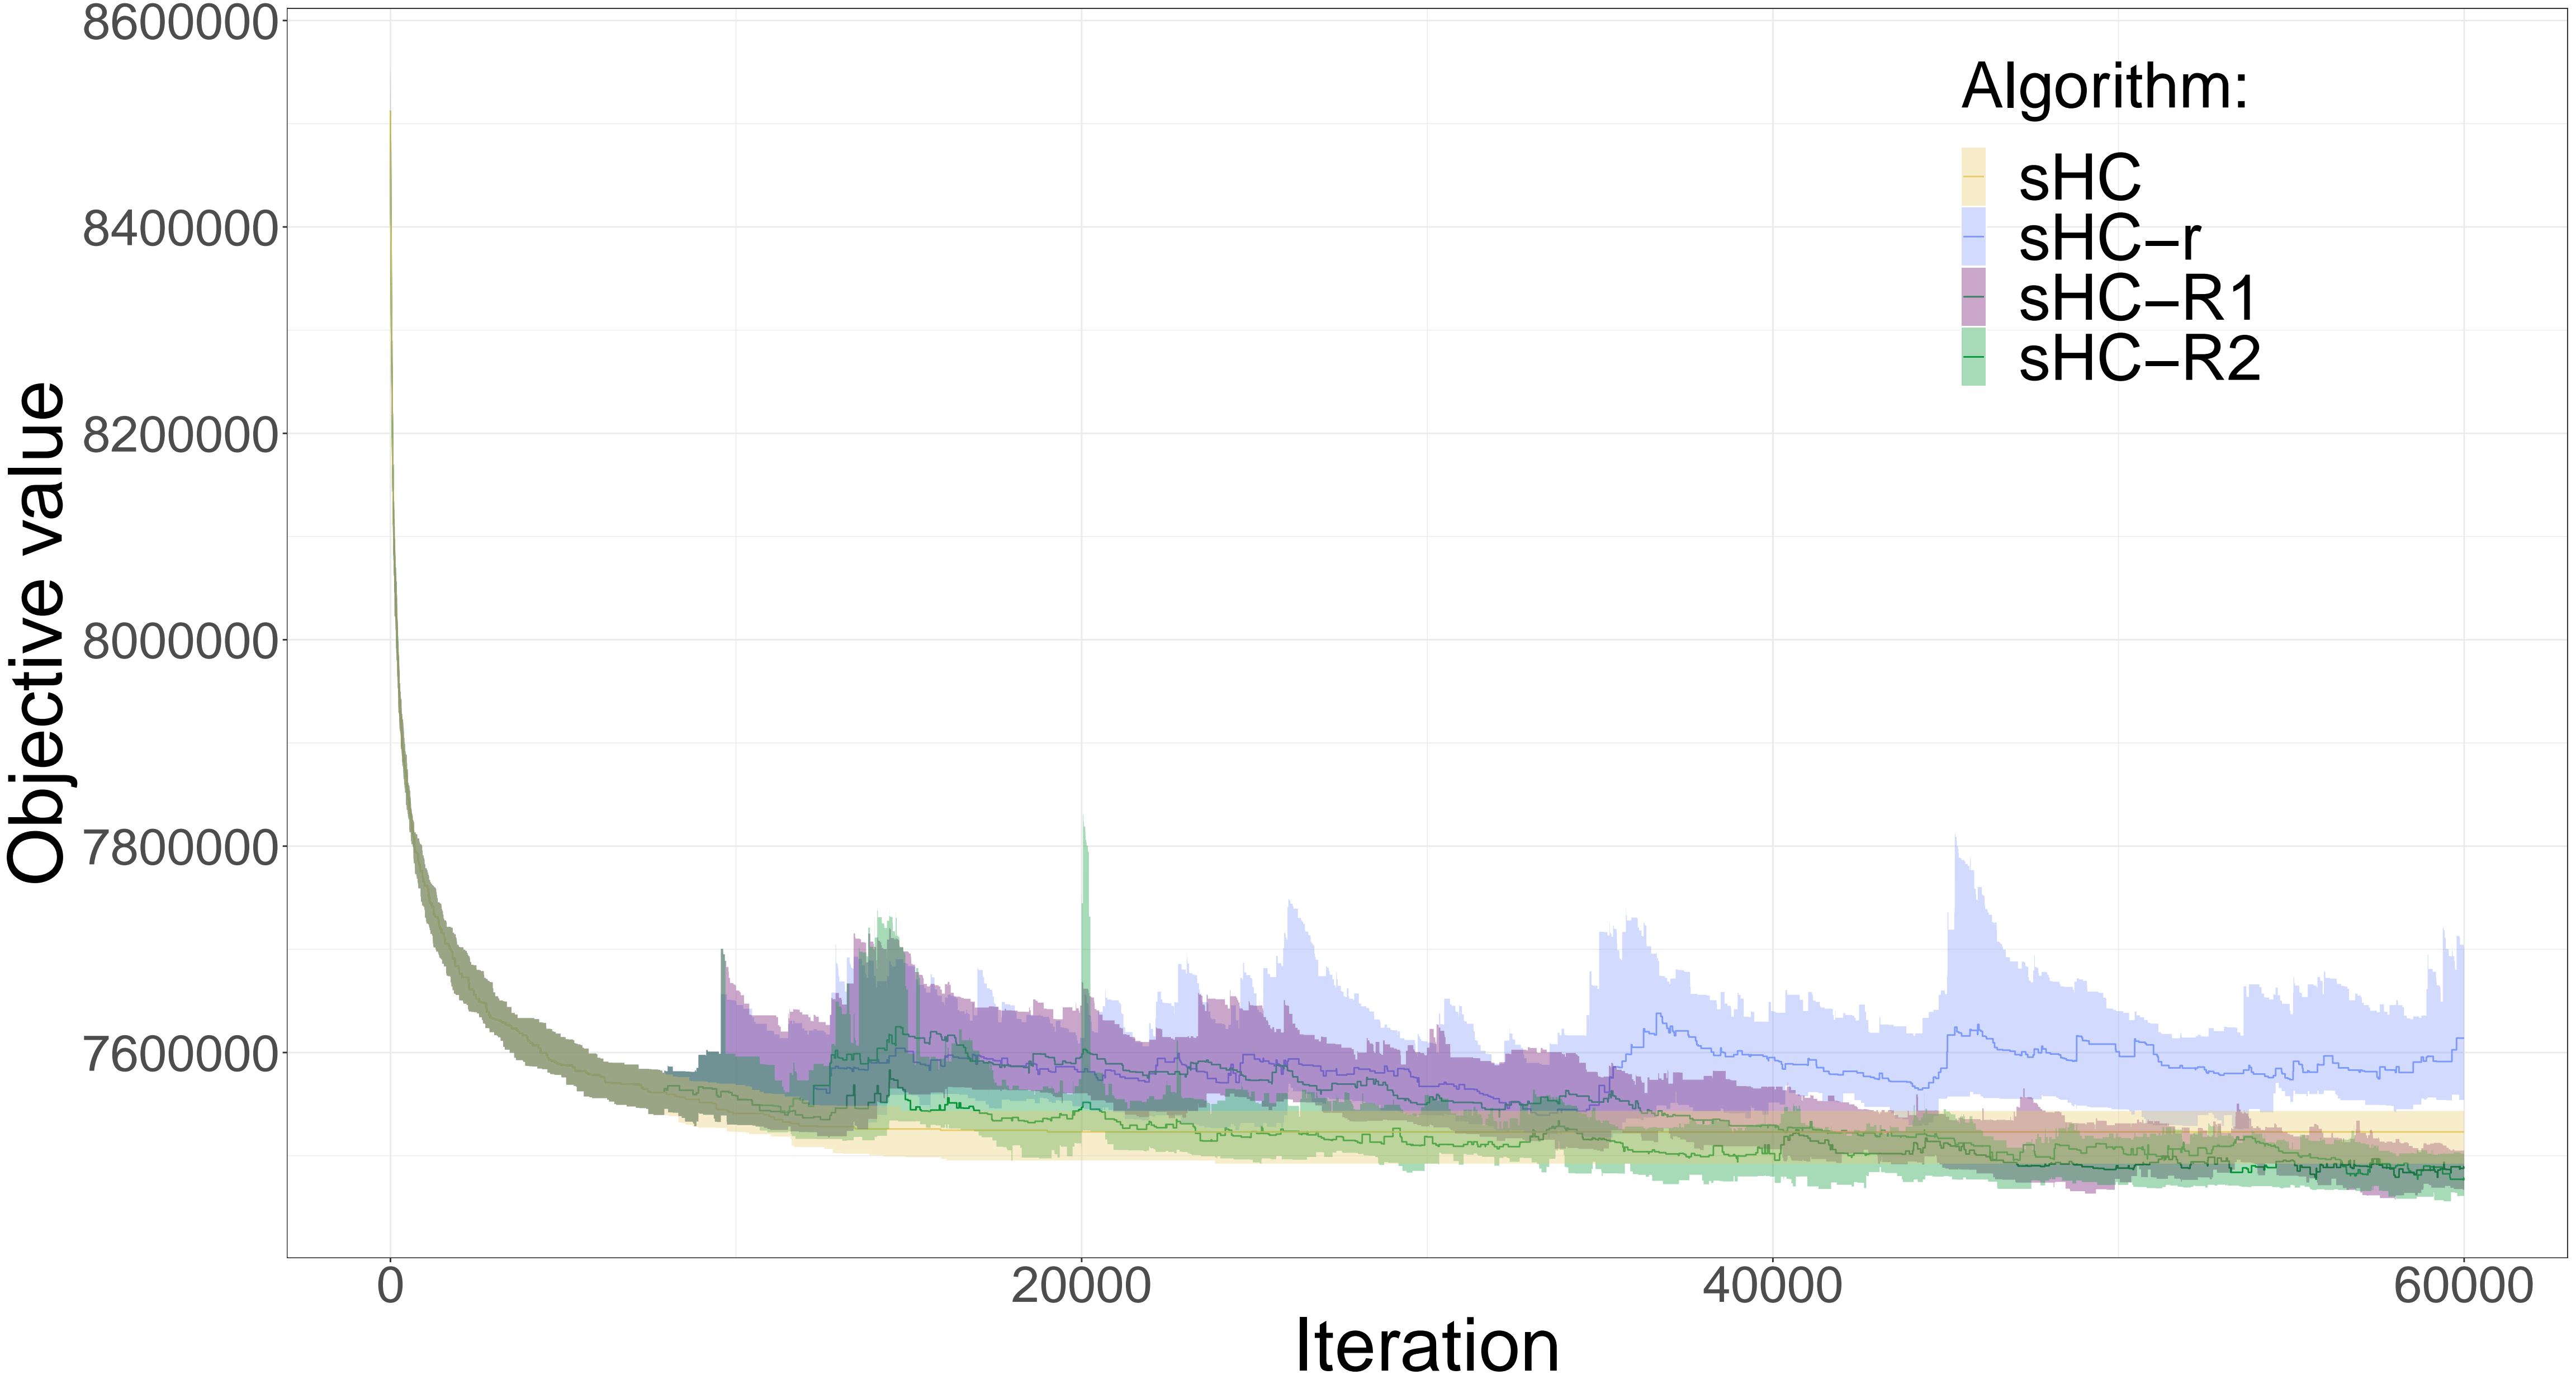 8600000
8400000
8200000
8000000
7800000
7600000
Objective value
Algorithm:
sHC
sHC−r
sHC−R1
sHC−R2
0
20000
40000
60000
Iteration